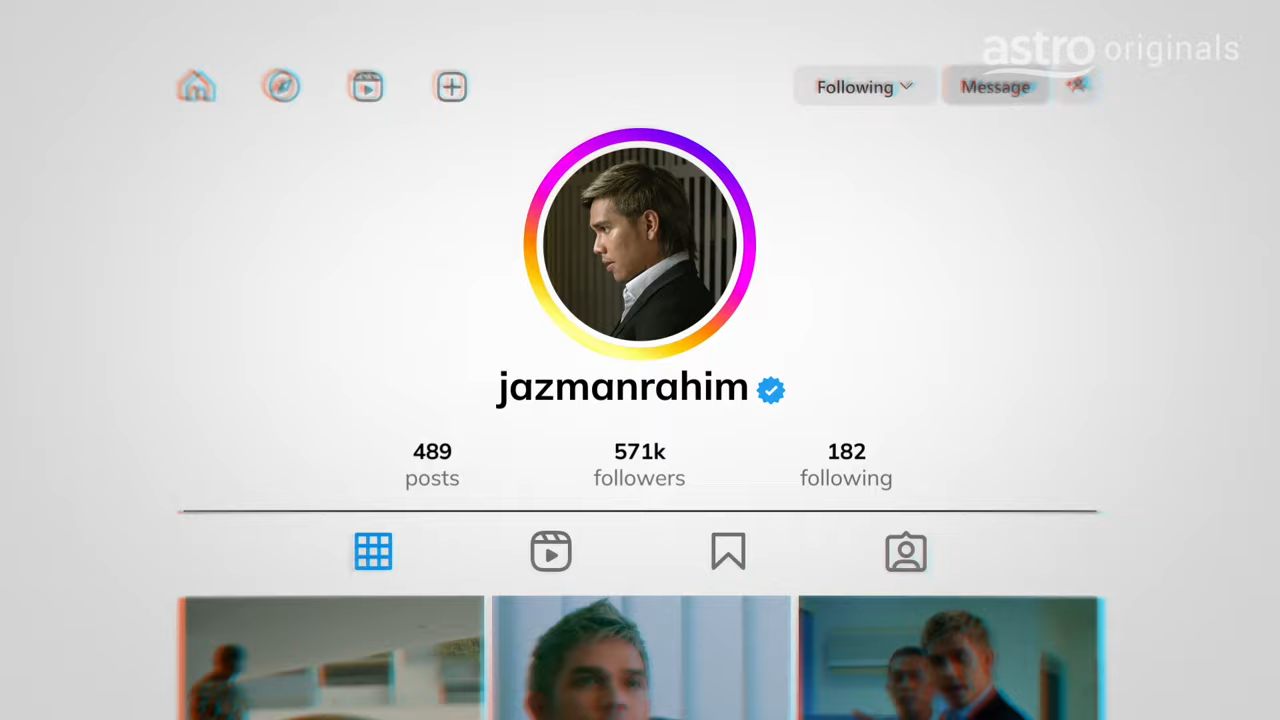 astro originals
Following
Message
jazmanrahim
489 571k 182
posts followers following